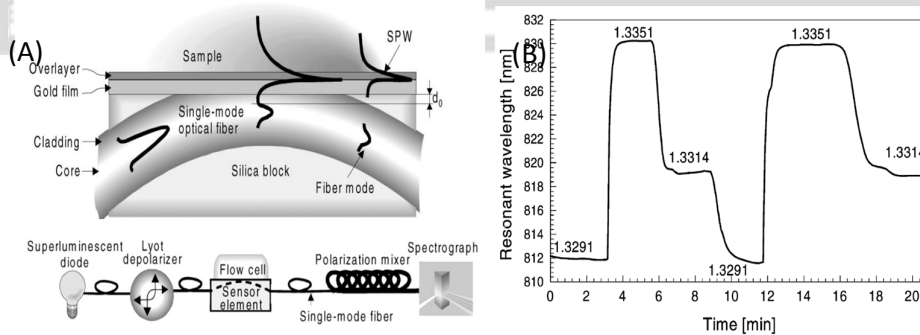 (A)
SPW
Sample
Overlayer
Gold film
d₀
Single-mode
optical fiber
Cladding
Core
Silica block
Fiber mode
Superluminescent
diode
Lyot
depolarizer
Flow cell
Sensor
element
Polarization mixer
Spectrograph
Single-mode fiber
(B)
Resonant wavelength [nm]
832
830
828
826
824
822
820
818
816
814
812
810
1.3351
1.3351
1.3314
1.3314
1.3291
1.3291
0 2 4 6 8 10 12 14 16 18 20
Time [min]